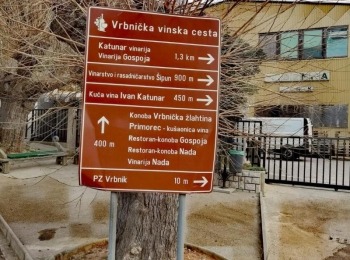 Vrbnička vinska cesta
Katunar vinarija
Vinarije Gospoja 1,3 km
Vinarstvo i rasadničarstvo Šipun 900 m
Kuća vina Ivan Katunar 450 m
Konoba Vrbnička žlahtina
Primorec - kušaonica vina
Restoran-konoba Gospoja
Restoran-konoba Nada
Vinarija Nada
400 m
PZ Vrbnik 10 m